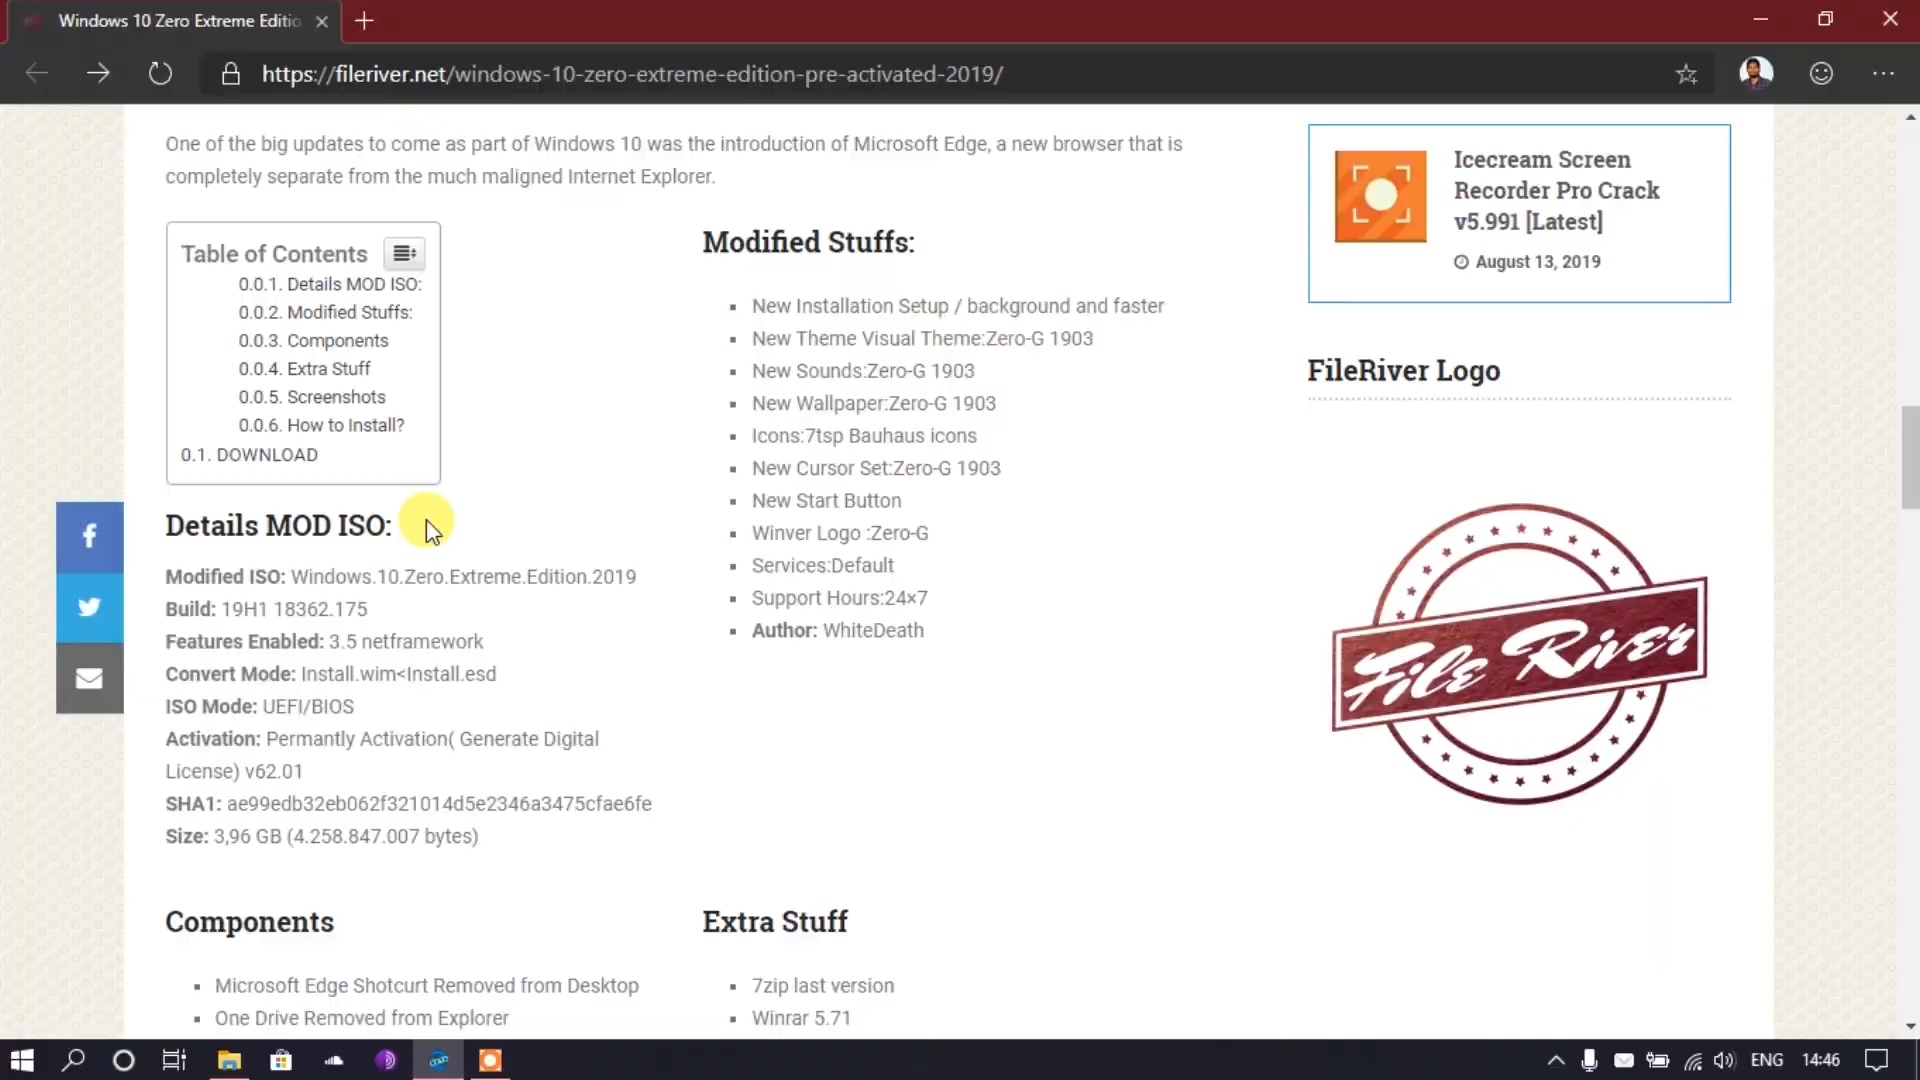 Windows 10 Zero Extreme Editio
https://fileriver.net/windows-10-zero-extreme-edition-pre-activated-2019/
One of the big updates to come as part of Windows 10 was the introduction of Microsoft Edge, a new browser that is
completely separate from the much maligned Internet Explorer.
Table of Contents
0.0.1. Details MOD ISO:
0.0.2. Modified Stuffs:
0.0.3. Components
0.0.4. Extra Stuff
0.0.5. Screenshots
0.0.6. How to Install?
0.1. DOWNLOAD
Details MOD ISO:
Modified ISO: Windows.10.Zero.Extreme.Edition.2019
Build: 19H1 18362.175
Features Enabled: 3.5 netframework
Convert Mode: Install.wim<Install.esd
ISO Mode: UEFI/BIOS
Activation: Permantly Activation( Generate Digital
License) v62.01
SHA1: ae99edb32eb062f321014d5e2346a3475cfae6fe
Size: 3,96 GB (4.258.847.007 bytes)
Modified Stuffs:
New Installation Setup / background and faster
New Theme Visual Theme:Zero-G 1903
New Sounds:Zero-G 1903
New Wallpaper:Zero-G 1903
Icons:7tsp Bauhaus icons
New Cursor Set:Zero-G 1903
New Start Button
Winver Logo :Zero-G
Services:Default
Support Hours:24×7
Author: WhiteDeath
Components
Microsoft Edge Shotcurt Removed from Desktop
One Drive Removed from Explorer
Extra Stuff
7zip last version
Winrar 5.71
Icecream Screen
Recorder Pro Crack
v5.991 [Latest]
August 13, 2019
FileRiver Logo
File River
ENG
14:46